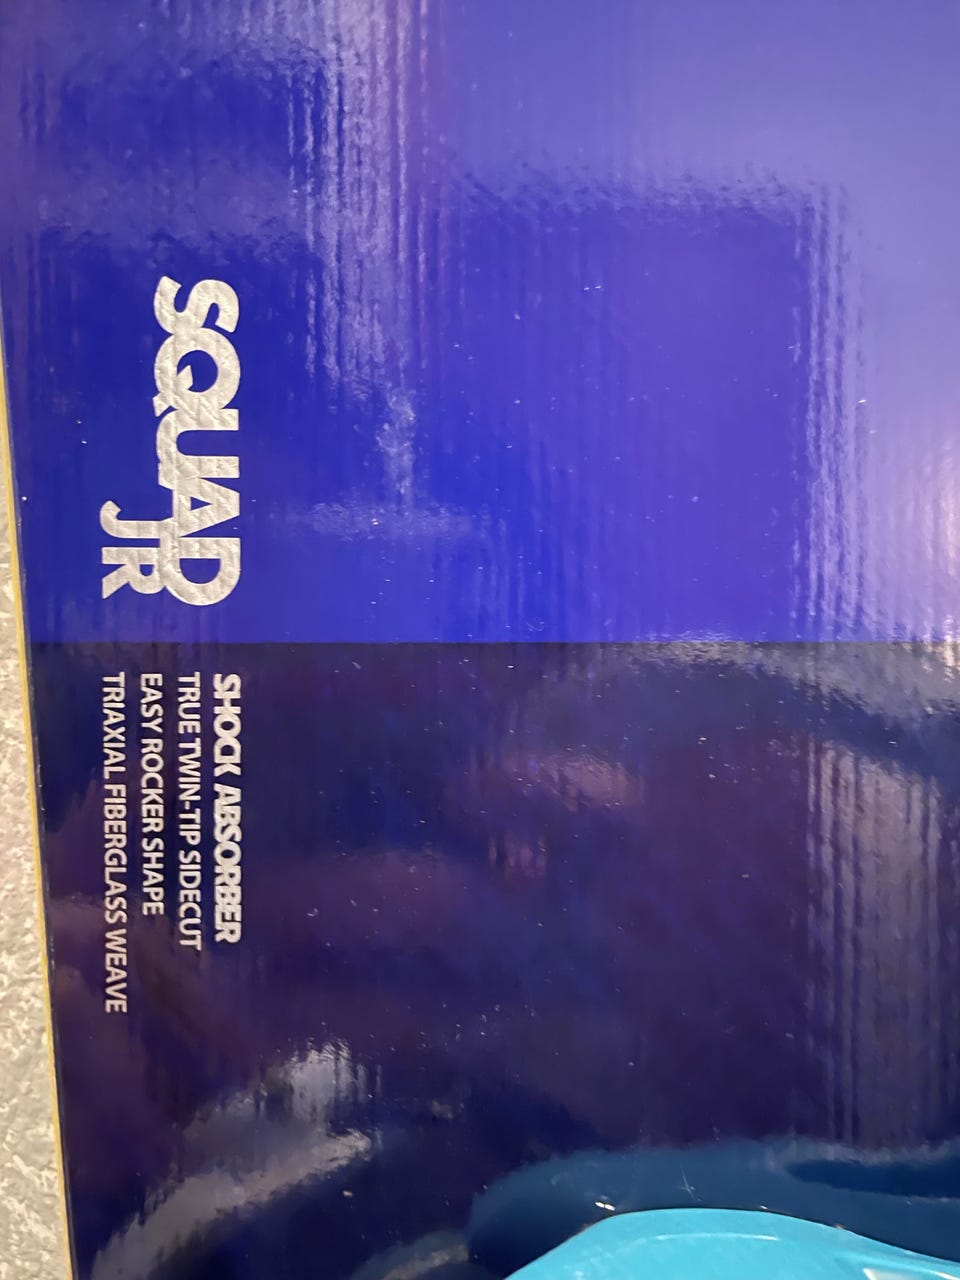 SQUAD
JR
SHOCK ABSORBER
TRUE TWIN-TIP SIDECUT
EASY ROCKER SHAPE
TRIAXIAL FIBERGLASS WEAVE